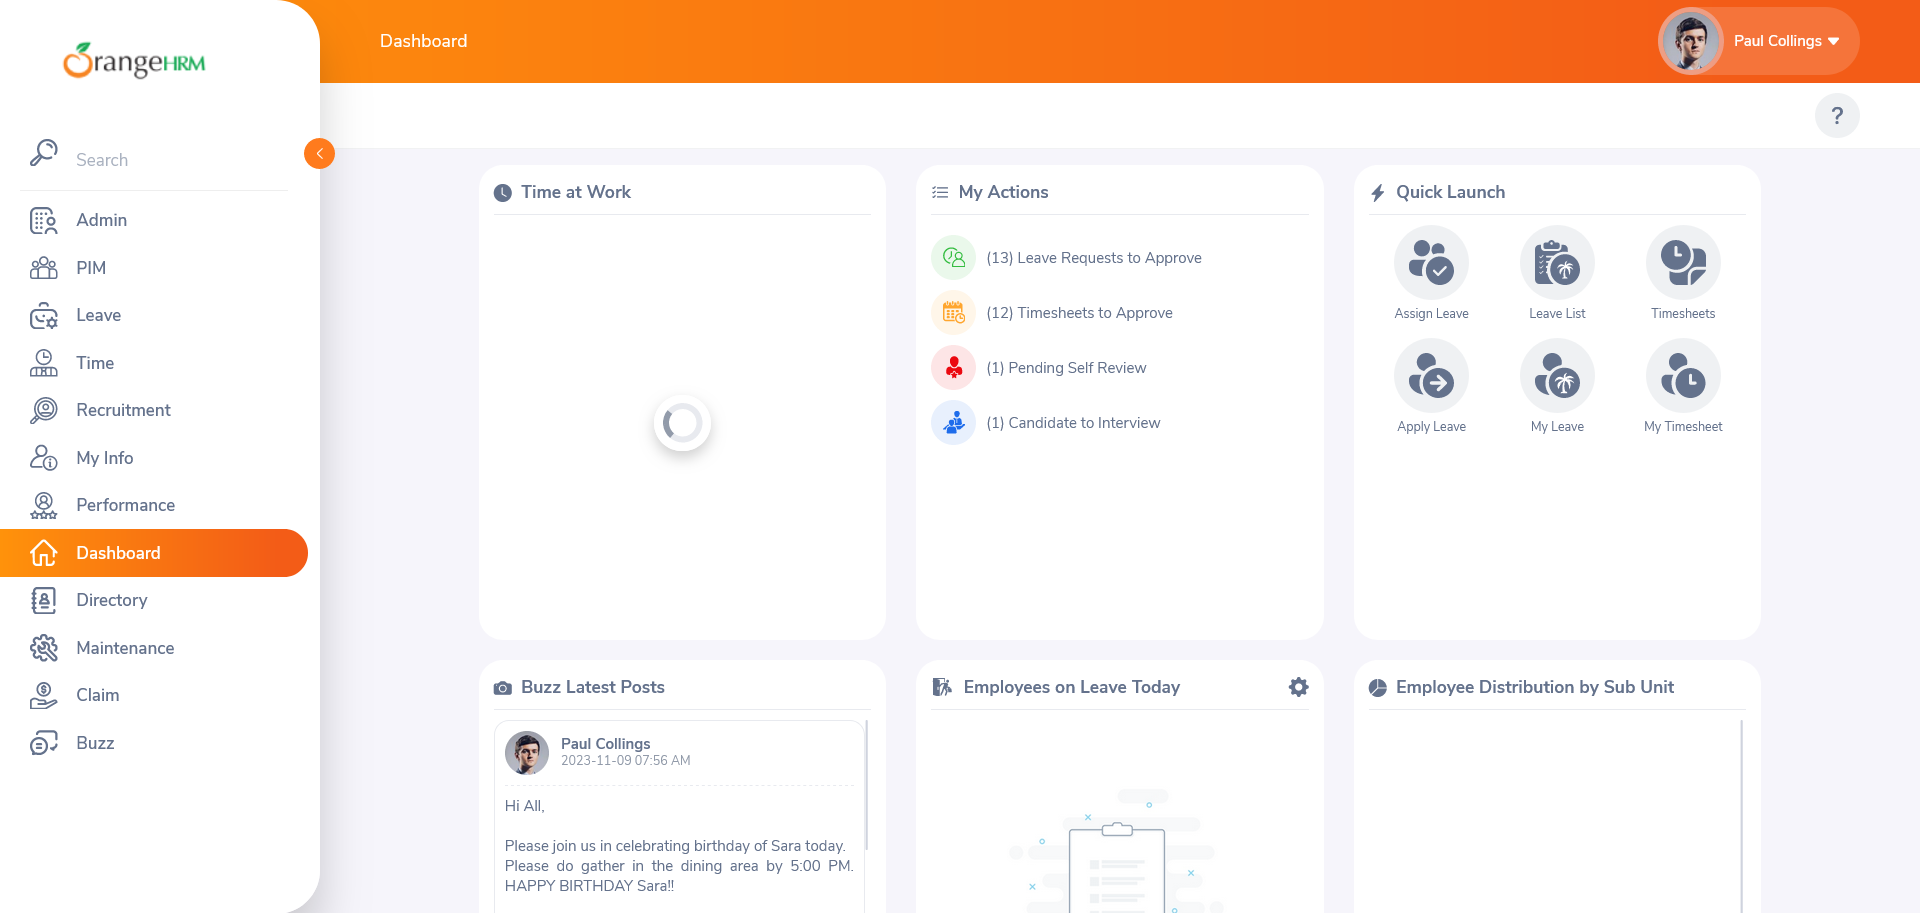 OrangeHRM
Search
Admin
PIM
Leave
Time
Recruitment
My Info
Performance
Dashboard
Directory
Maintenance
Claim
Buzz
Dashboard
Paul Collings
?
Time at Work
My Actions
(13) Leave Requests to Approve
(12) Timesheets to Approve
(1) Pending Self Review
(1) Candidate to Interview
Quick Launch
Assign Leave
Leave List
Timesheets
Apply Leave
My Leave
My Timesheet
Buzz Latest Posts
Paul Collings
2023-11-09 07:56 AM
Hi All,
Please join us in celebrating birthday of Sara today.
Please do gather in the dining area by 5:00 PM.
HAPPY BIRTHDAY Sara!!
Employees on Leave Today
Employee Distribution by Sub Unit